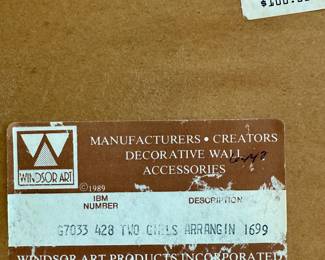 WINDSOR ART
MANUFACTURERS • CREATORS
DECORATIVE WALL
ACCESSORIES
©1989
IBM
NUMBER
DESCRIPTION
G7033 428 TWO GIRLS ARRANGIN 1699
WINDSOR ART PRODUCTS INCORPORATED